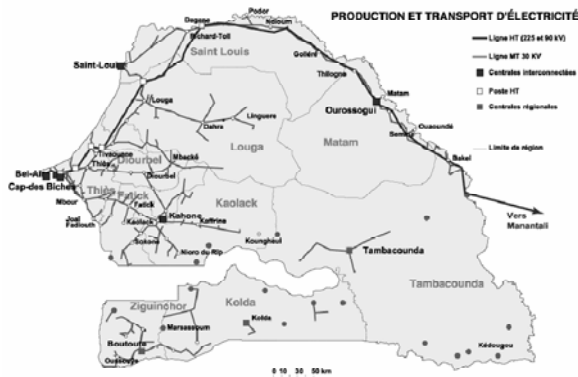 PRODUCTION ET TRANSPORT D'ÉLECTRICITÉ
Ligne HT (225 et 90 kV)
Ligne MT 30 KV
Centrales interconnectées
Poste HT
Centrales régionales
Limite de région
Podor
Dagana
Ndioum
Richard-Toll
Saint Louis
Golléré
Saint-Louis
Thilogne
Matam
Ourossogui
Louga
Ouaoundé
Linguere
Dahra
Louga
Matam
Bakel
Tivaouane
Diourbel
Mbacké
Thiès
Diourbel
Cap-des Biches
Thiès
Fatick
Mbour
Fatick
Kaolack
Kahone
Joal
Fadiouth
Kaolack
Kaffrine
Vers
Manantali
Sokone
Koungheul
Nioro du Rip
Tambacounda
Tambacounda
Ziguinchor
Kolda
Kolda
Marsassoum
Boutoute
Kédougou
0 10 30 50 km